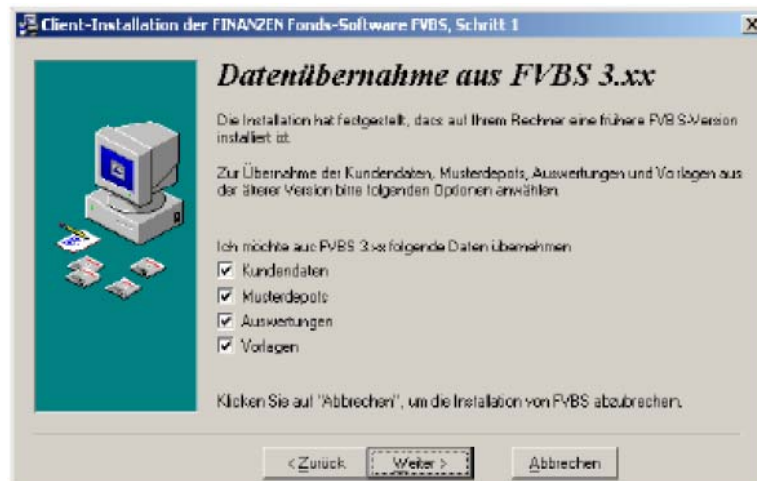 Client-Installation der FINANZEN Fonds-Software FVBS, Schritt 1
Datenübernahme aus FVBS 3.xx
Die Installation hat festgestellt, dass auf Ihrem Rechner eine frühere FVBS-Version
installiert ist.
Zur Übernahme der Kundendaten, Musterdepots, Auswertungen und Vorlagen aus
der älterer Version bitte folgenden Optionen anwählen.
Ich möchte aus FVBS 3.xx folgende Daten übernehmen
Kundendaten
Musterdepots
Auswertungen
Vorlagen
Klicken Sie auf "Abbrechen", um die Installation von FVBS abzubrechen.
< Zurück
Weiter >
Abbrechen